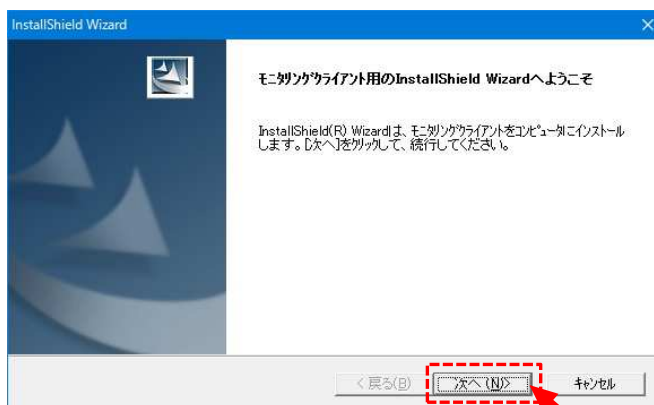 InstallShield Wizard
モニタリングクライアント用のInstallShield Wizardへようこそ
InstallShield(R) Wizardは、モニタリングクライアントをコンピュータにインストール
します。[次へ]をクリックして、続行してください。
< 戻る(B)
次へ(N)>
キャンセル